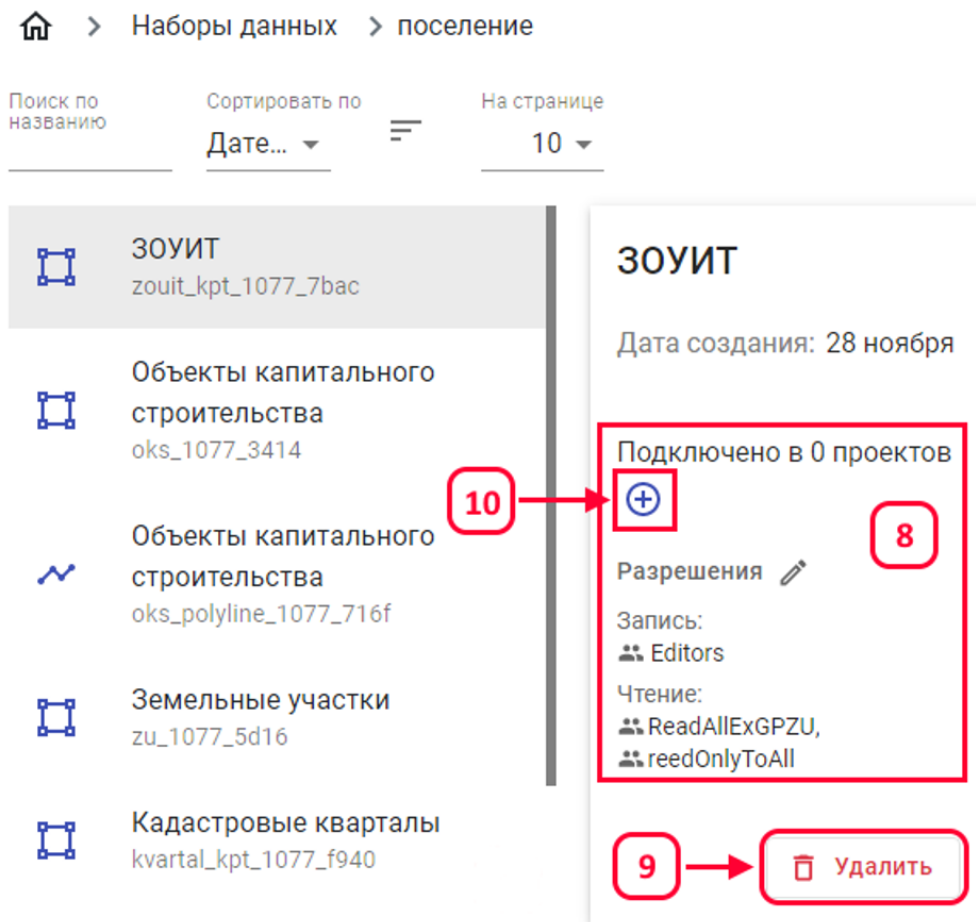 Наборы данных
поселение
Поиск по
названию
Сортировать по
Дате...
На странице
10
ЗОУИТ
zouit_kpt_1077_7bac
Объекты капитального
строительства
oks_1077_3414
Объекты капитального
строительства
oks_polyline_1077_716f
Земельные участки
zu_1077_5d16
Кадастровые кварталы
kvartal_kpt_1077_f940
ЗОУИТ
Дата создания: 28 ноября
Подключено в 0 проектов
10
8
Разрешения
Запись:
Editors
Чтение:
ReadAllExGPZU,
reedOnlyToAll
9
Удалить